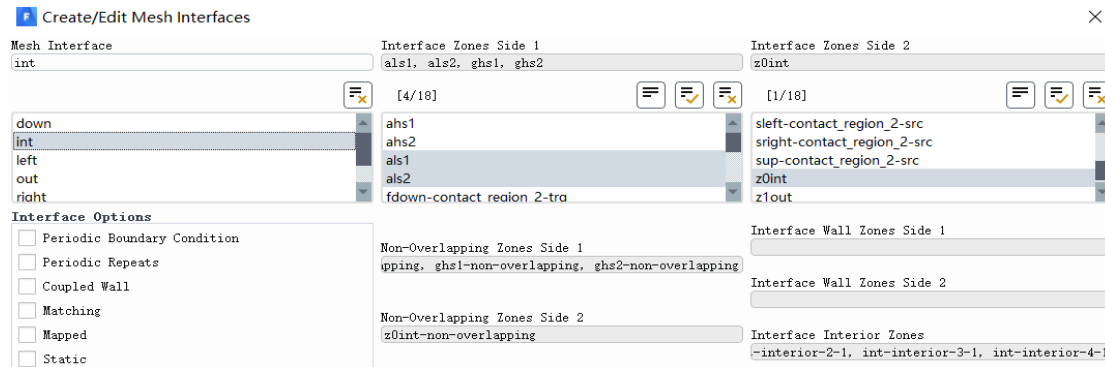 Create/Edit Mesh Interfaces
Mesh Interface
Interface Zones Side 1
Interface Zones Side 2
int
als1, als2, ghs1, ghs2
z0int
[4/18]
[1/18]
down
int
left
out
right
ahs1
ahs2
als1
als2
fdown-contact_region_2-trg
sleft-contact_region_2-src
sright-contact_region_2-src
sup-contact_region_2-src
z0int
z1out
Interface Options
Periodic Boundary Condition
Periodic Repeats
Coupled Wall
Matching
Mapped
Static
Non-Overlapping Zones Side 1
pping, ghs1-non-overlapping, ghs2-non-overlapping
Non-Overlapping Zones Side 2
z0int-non-overlapping
Interface Wall Zones Side 1
Interface Wall Zones Side 2
Interface Interior Zones
-interior-2-1, int-interior-3-1, int-interior-4-1